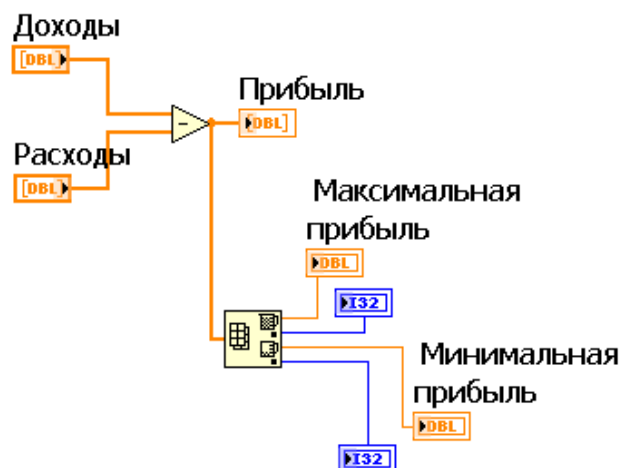 Доходы
[DBL]
Прибыль
[DBL]
Расходы
[DBL]
Максимальная
прибыль
DBL
I32
Минимальная
прибыль
DBL
I32